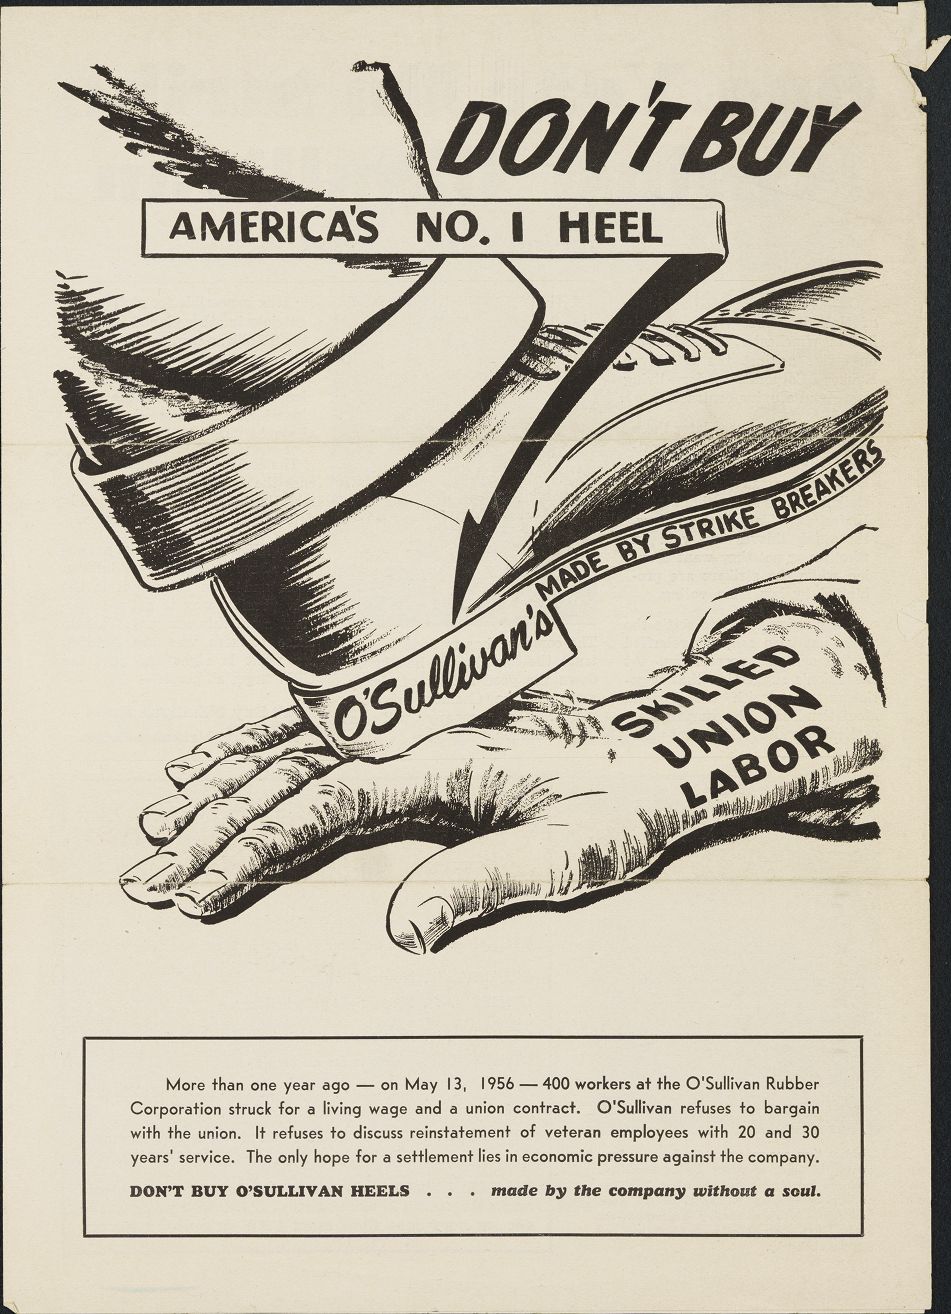 DON'T BUY
AMERICA'S NO. 1 HEEL
MADE BY STRIKE BREAKERS
O'Sullivan's
SKILLED
UNION
LABOR
More than one year ago — on May 13, 1956 — 400 workers at the O'Sullivan Rubber
Corporation struck for a living wage and a union contract. O'Sullivan refuses to bargain
with the union. It refuses to discuss reinstatement of veteran employees with 20 and 30
years' service. The only hope for a settlement lies in economic pressure against the company.
DON'T BUY O'SULLIVAN HEELS . . . made by the company without a soul.